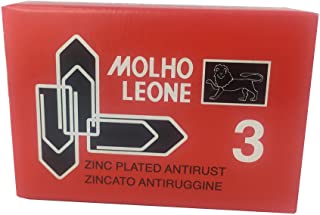 MOLHO
LEONE
3
ZINC PLATED ANTIRUST
ZINCATO ANTIRUGGINE